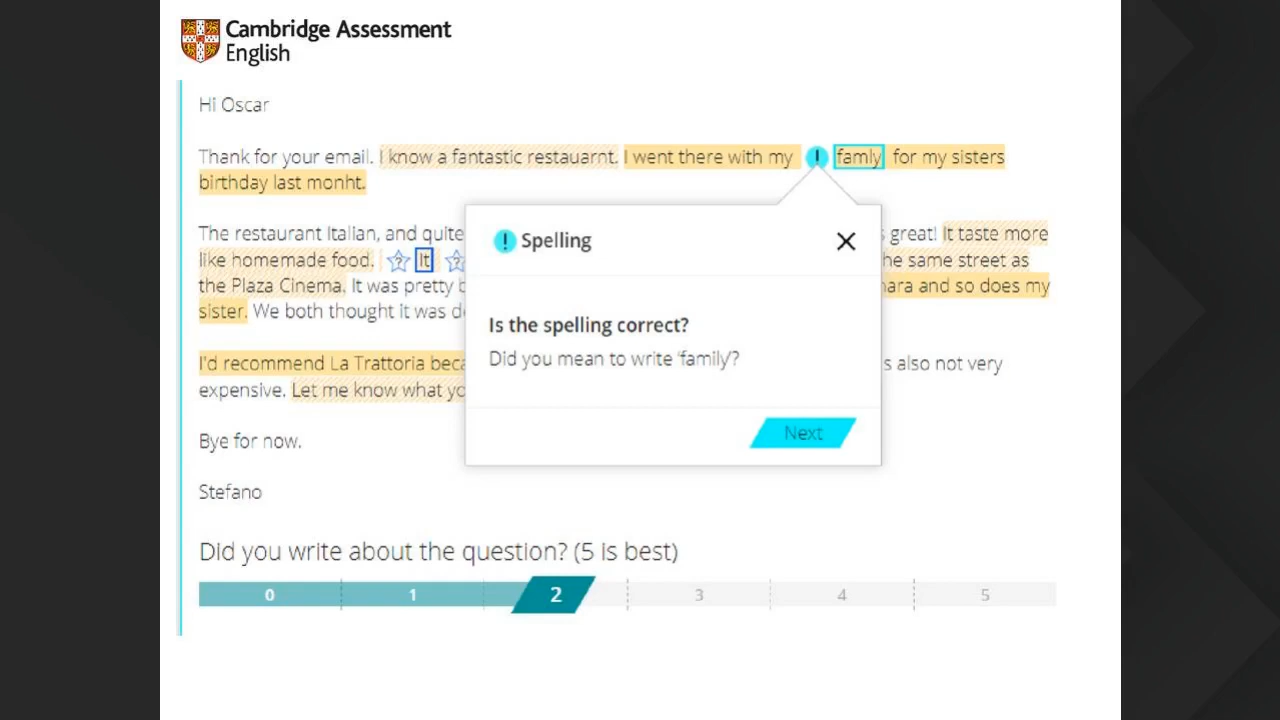 Cambridge Assessment
English
Hi Oscar
Thank for your email. I know a fantastic restauarnt. I went there with my ! famly for my sisters
birthday last monht.
The restaurant Italian, and quite great! It taste more
like homemade food. It he same street as
the Plaza Cinema. It was pretty and so does my
sister. We both thought it was
I'd recommend La Trattoria also not very
expensive. Let me know what
Bye for now.
Stefano
! Spelling
Is the spelling correct?
Did you mean to write 'family'?
Next
Did you write about the question? (5 is best)
0 1 2 3 4 5